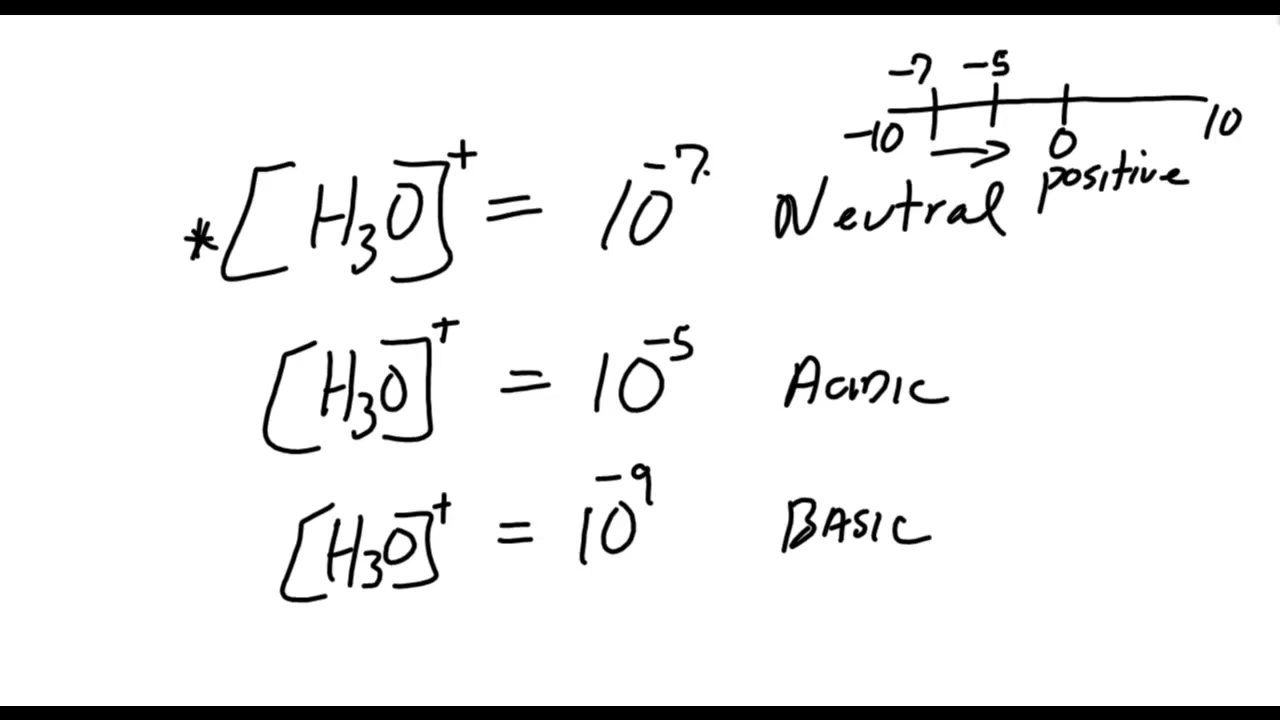 -7 -5
-10 0 10
positive
*[H₃O]⁺ = 10⁻⁷ Neutral
[H₃O]⁺ = 10⁻⁵ Acidic
[H₃O]⁺ = 10⁻⁹ BASIC